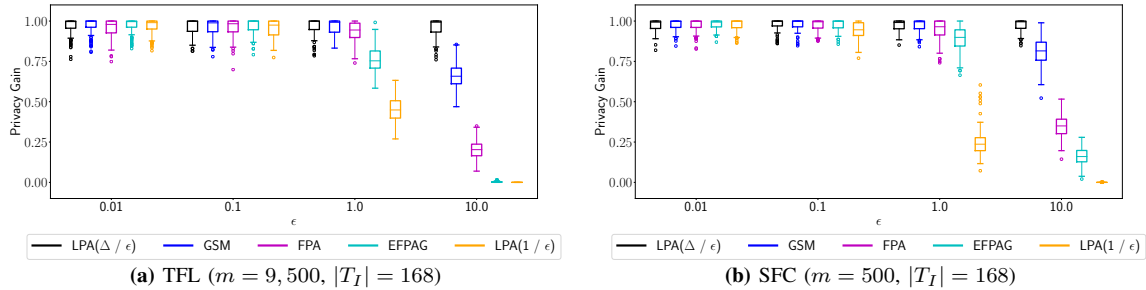 Privacy Gain
1.00
0.75
0.50
0.25
0.00
0.01
0.1
1.0
10.0
ϵ
LPA(Δ / ϵ)
GSM
FPA
EFPAG
LPA(1 / ϵ)
(a) TFL (m = 9,500, |T_I| = 168)
Privacy Gain
1.00
0.75
0.50
0.25
0.00
0.01
0.1
1.0
10.0
ϵ
LPA(Δ / ϵ)
GSM
FPA
EFPAG
LPA(1 / ϵ)
(b) SFC (m = 500, |T_I| = 168)